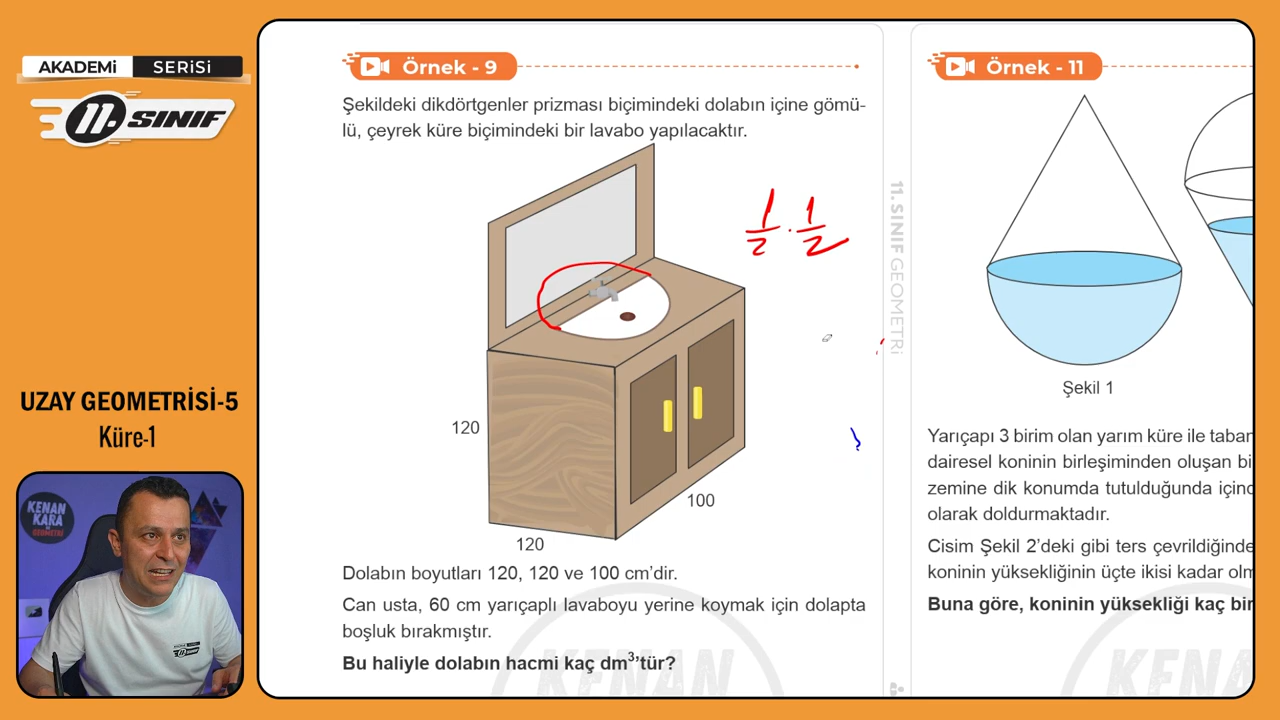 AKADEMİ SERİSİ
11. SINIF
UZAY GEOMETRİSİ-5
Küre-1
KENAN
KARA
GEOMETRİ
Örnek - 9
Şekildeki dikdörtgenler prizması biçimindeki dolabın içine gömü-
lü, çeyrek küre biçimindeki bir lavabo yapılacaktır.
1/2 . 1/2
120
100
120
Dolabın boyutları 120, 120 ve 100 cm'dir.
Can usta, 60 cm yarıçaplı lavaboyu yerine koymak için dolapta
boşluk bırakmıştır.
Bu haliyle dolabın hacmi kaç dm³'tür?
KENAN
11. SINIF GEOMETRİ
Örnek - 11
Şekil 1
Yarıçapı 3 birim olan yarım küre ile taban
dairesel koninin birleşiminden oluşan bi
zemine dik konumda tutulduğunda içind
olarak doldurmaktadır.
Cisim Şekil 2'deki gibi ters çevrildiğinde
koninin yüksekliğinin üçte ikisi kadar olm
Buna göre, koninin yüksekliği kaç bir
KENA